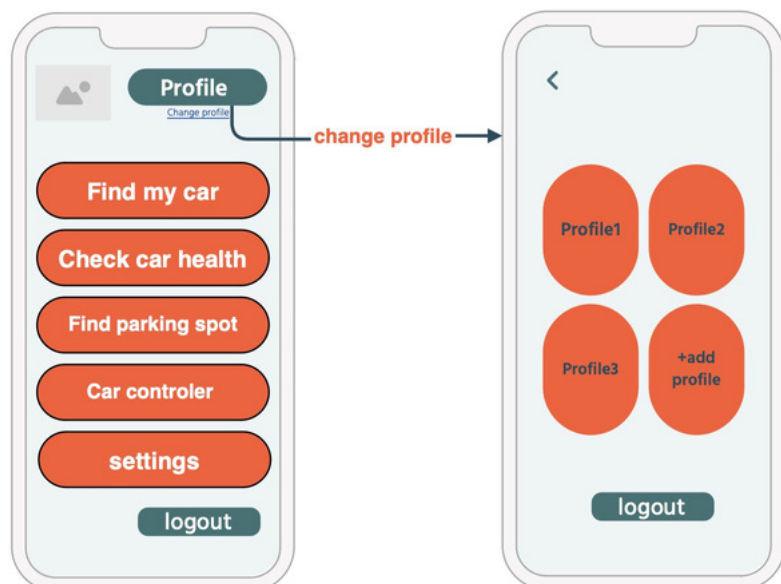 Profile
Change profile
change profile
Find my car
Check car health
Find parking spot
Car controler
settings
logout
Profile1
Profile2
Profile3
+add
profile
logout